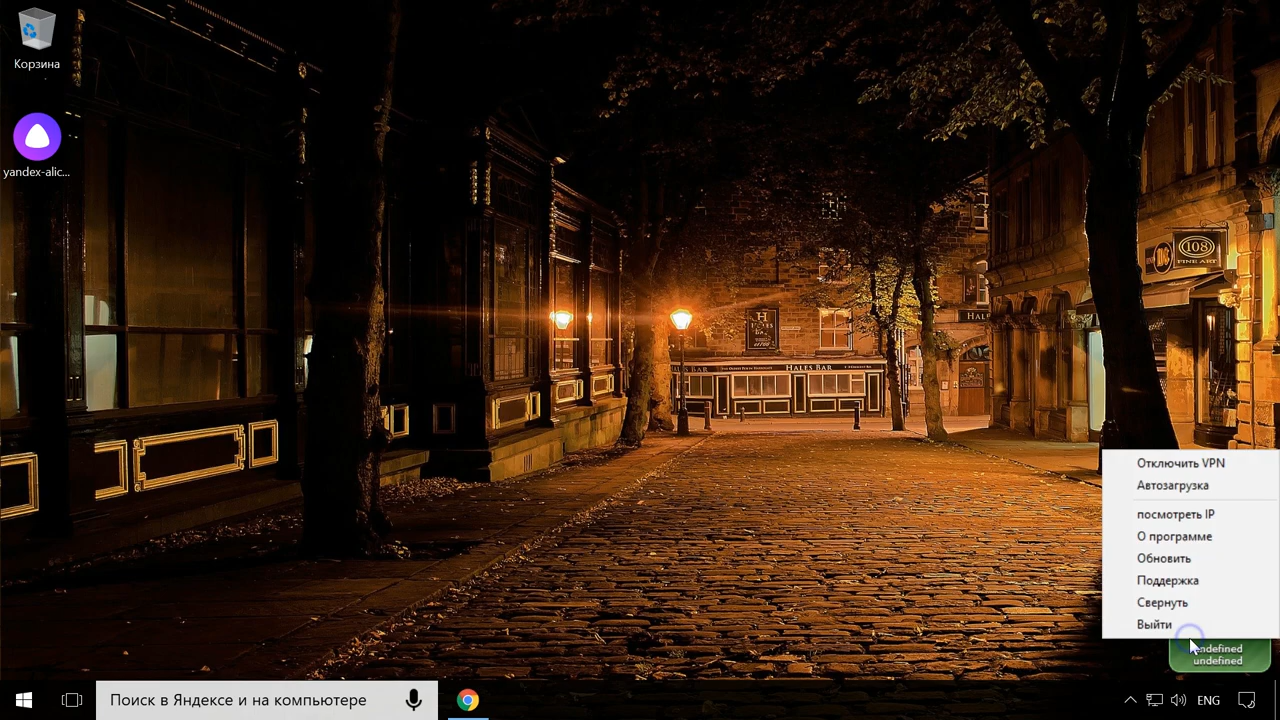 Корзина
yandex-alic...
108
FINE ART
H
HALES BAR
Отключить VPN
Автозагрузка
посмотреть IP
О программе
Обновить
Поддержка
Свернуть
Выйти
undefined
undefined
Поиск в Яндексе и на компьютере
ENG